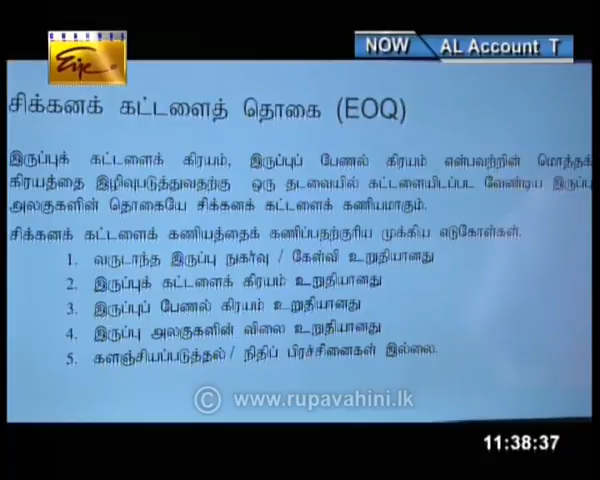 NOW AL Account T
சிக்கனக் கட்டளைத் தொகை (EOQ)
இருப்புக் கட்டளைக் கிரயம், இருப்புப் பேணல் கிரயம் என்பவற்றின் மொத்தக்
கிரயத்தை இழிவுபடுத்துவதற்கு ஒரு தடவையில் கட்டளையிடப்பட வேண்டிய இருப்பு
அலகுகளின் தொகையே சிக்கனக் கட்டளைக் கணியமாகும்.
சிக்கனக் கட்டளைக் கணியத்தைக் கணிப்பதற்குரிய முக்கிய எடுகோள்கள்.
1. வருடாந்த இருப்பு நுகர்வு / கேள்வி உறுதியானது
2. இருப்புக் கட்டளைக் கிரயம் உறுதியானது
3. இருப்புப் பேணல் கிரயம் உறுதியானது
4. இருப்பு அலகுகளின் விலை உறுதியானது
5. களஞ்சியப்படுத்தல் / நிதிப் பிரச்சினைகள் இல்லை.
© www.rupavahini.lk
11:38:37